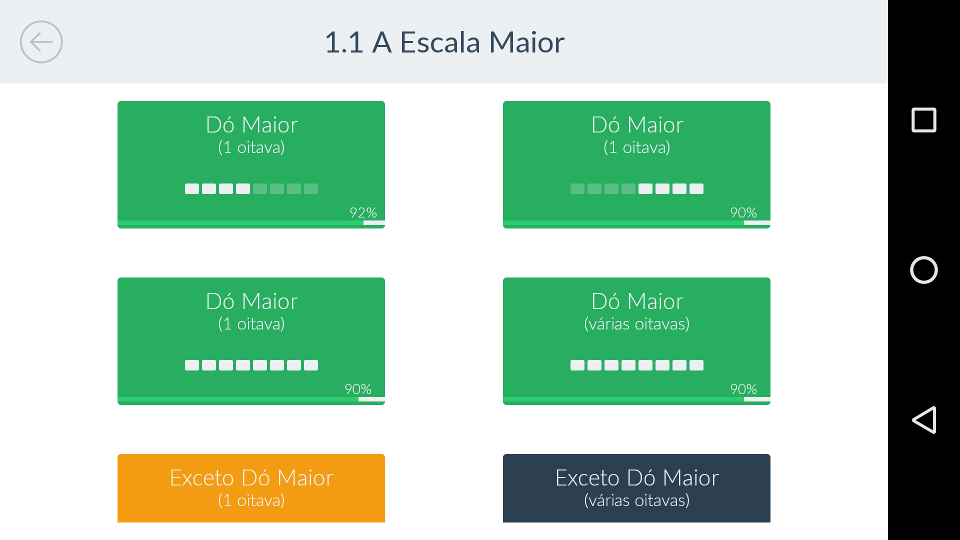 1.1 A Escala Maior
Dó Maior
(1 oitava)
92%
Dó Maior
(1 oitava)
90%
Dó Maior
(1 oitava)
90%
Dó Maior
(várias oitavas)
90%
Exceto Dó Maior
(1 oitava)
Exceto Dó Maior
(várias oitavas)